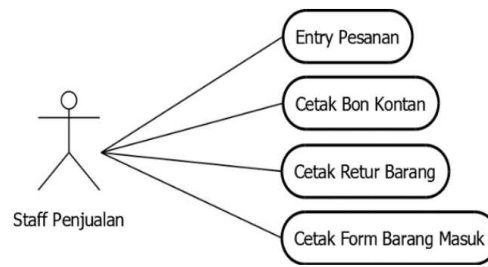 Entry Pesanan
Cetak Bon Kontan
Cetak Retur Barang
Staff Penjualan
Cetak Form Barang Masuk